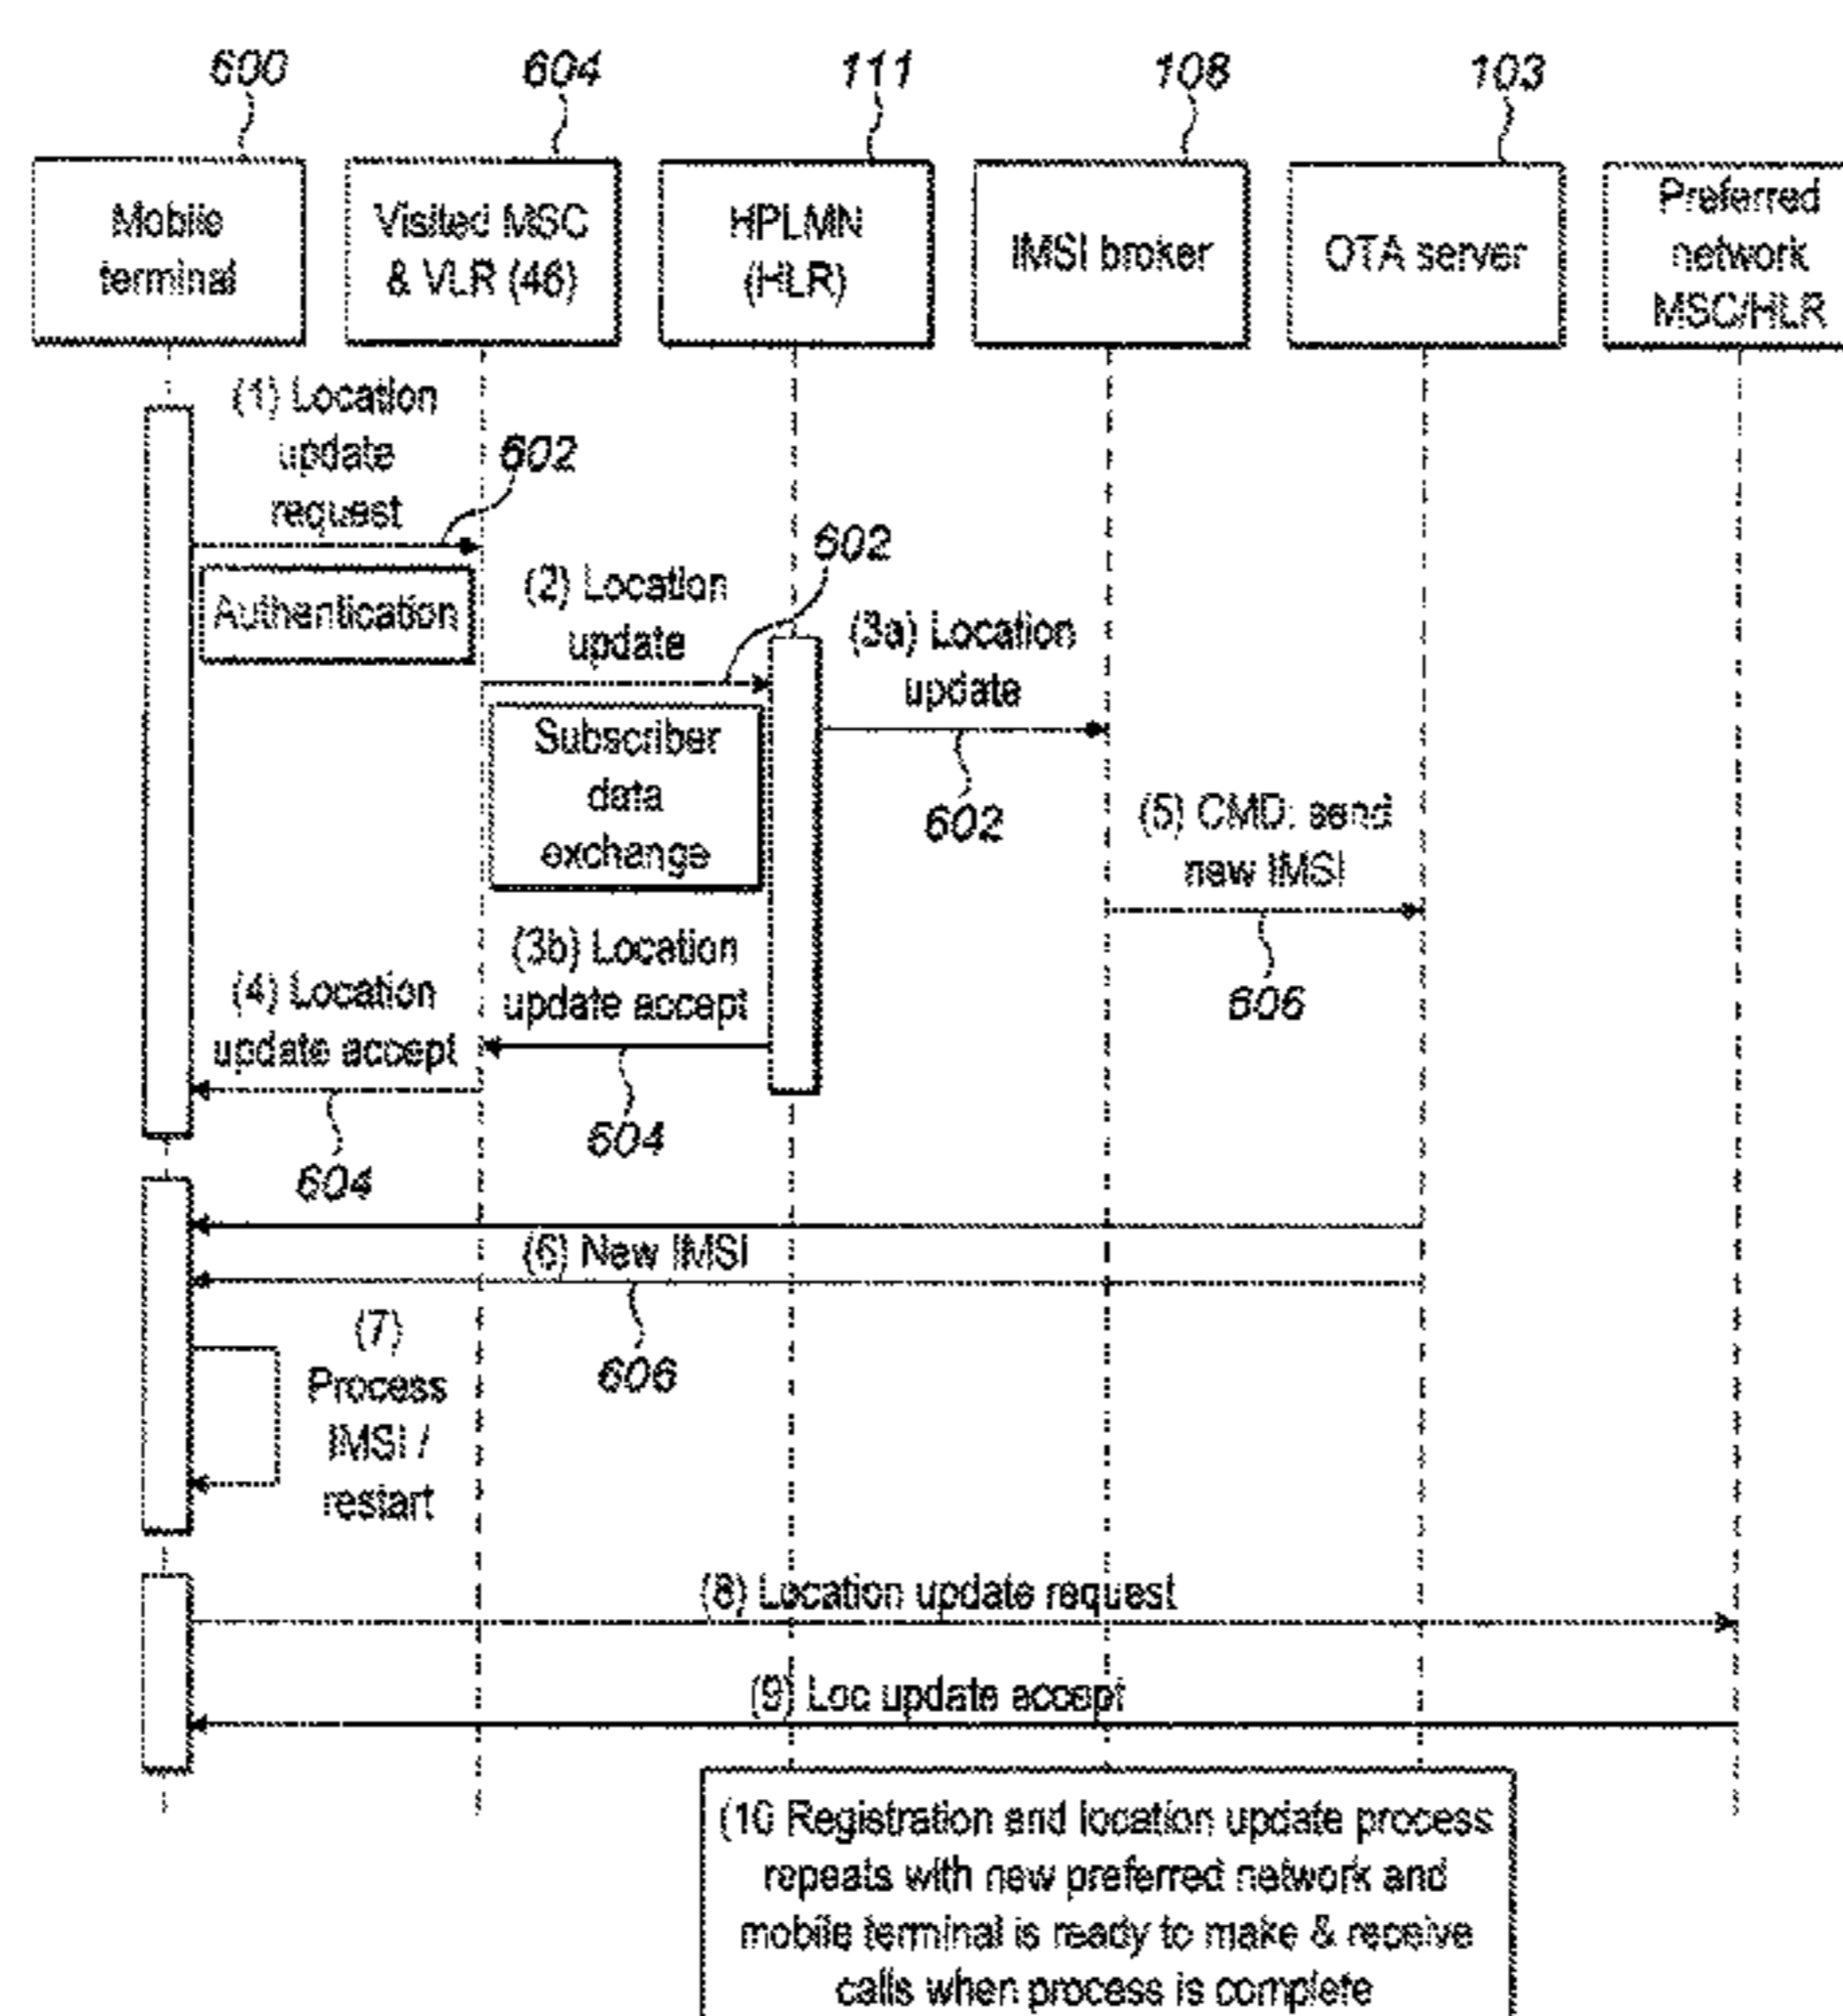 600
604
111
108
103
Mobile
terminal
Visited MSC
& VLR (46)
HPLMN
(HLR)
IMSI broker
OTA server
Preferred
network
MSC/HLR
(1) Location
update
request
602
Authentication
(2) Location
update
602
Subscriber
data
exchange
(3a) Location
update
602
(5) CMD: send
new IMSI
606
(3b) Location
update accept
604
(4) Location
update accept
604
(6) New IMSI
606
(7)
Process
IMSI /
restart
(8) Location update request
(9) Loc update accept
(10 Registration and location update process
repeats with new preferred network and
mobile terminal is ready to make & receive
calls when process is complete